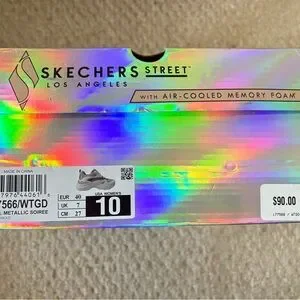 SKECHERS STREET™
LOS ANGELES
WITH AIR-COOLED MEMORY FOAM
MADE IN CHINA
7566/WTGD
METALLIC SOIREE
EUR 40
UK 7
CM 27
USA WOMEN'S
10
$90.00